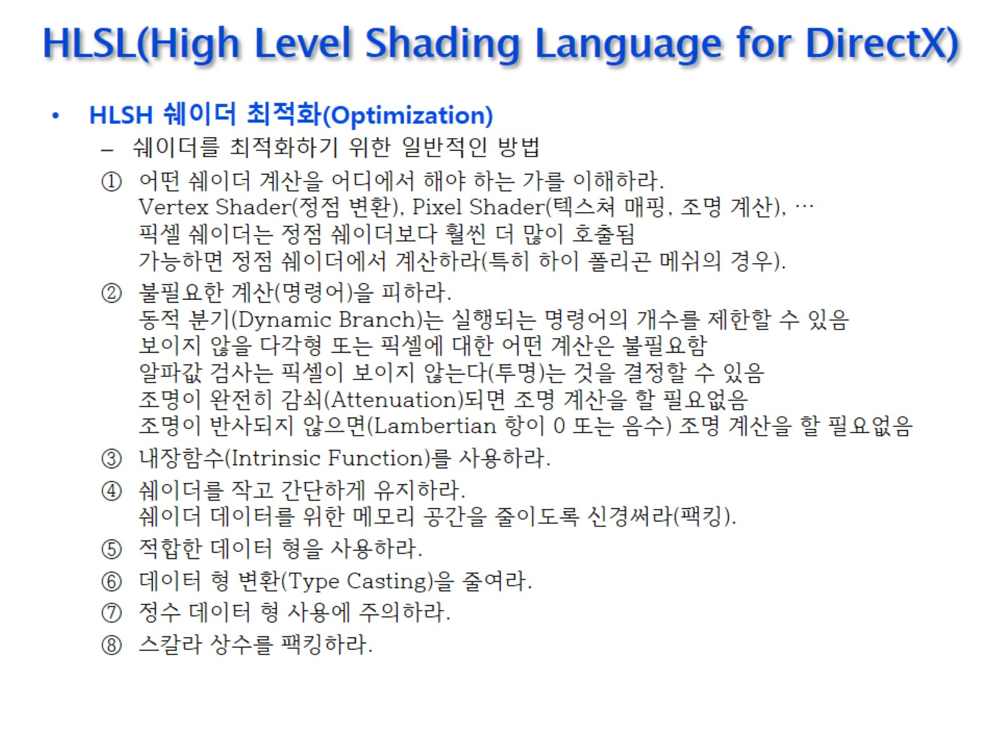 HLSL(High Level Shading Language for DirectX)
• HLSH 쉐이더 최적화(Optimization)
– 쉐이더를 최적화하기 위한 일반적인 방법
① 어떤 쉐이더 계산을 어디에서 해야 하는 가를 이해하라.
Vertex Shader(정점 변환), Pixel Shader(텍스쳐 매핑, 조명 계산), …
픽셀 쉐이더는 정점 쉐이더보다 훨씬 더 많이 호출됨
가능하면 정점 쉐이더에서 계산하라(특히 하이 폴리곤 메쉬의 경우).
② 불필요한 계산(명령어)을 피하라.
동적 분기(Dynamic Branch)는 실행되는 명령어의 개수를 제한할 수 있음
보이지 않을 다각형 또는 픽셀에 대한 어떤 계산은 불필요함
알파값 검사는 픽셀이 보이지 않는다(투명)는 것을 결정할 수 있음
조명이 완전히 감쇠(Attenuation)되면 조명 계산을 할 필요없음
조명이 반사되지 않으면(Lambertian 항이 0 또는 음수) 조명 계산을 할 필요없음
③ 내장함수(Intrinsic Function)를 사용하라.
④ 쉐이더를 작고 간단하게 유지하라.
쉐이더 데이터를 위한 메모리 공간을 줄이도록 신경써라(팩킹).
⑤ 적합한 데이터 형을 사용하라.
⑥ 데이터 형 변환(Type Casting)을 줄여라.
⑦ 정수 데이터 형 사용에 주의하라.
⑧ 스칼라 상수를 팩킹하라.